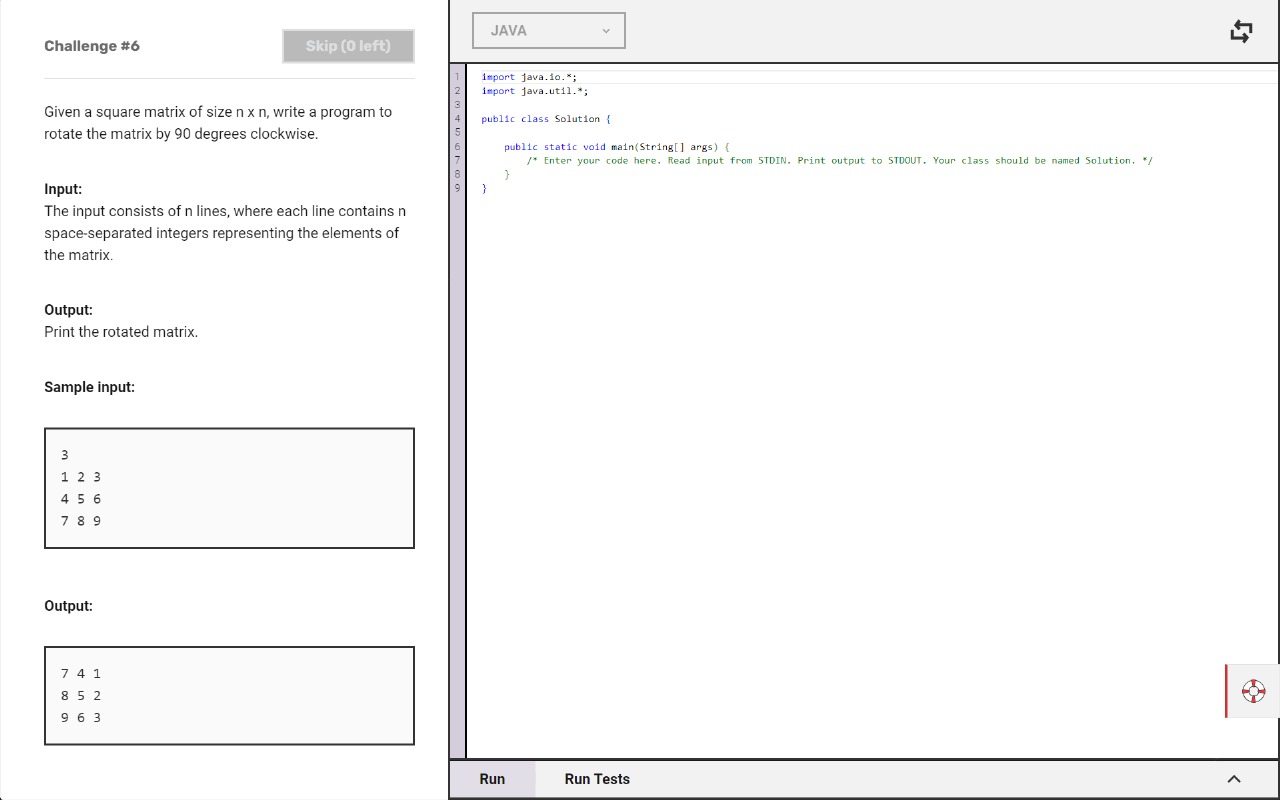 Challenge #6
Skip (0 left)
Given a square matrix of size n x n, write a program to
rotate the matrix by 90 degrees clockwise.
Input:
The input consists of n lines, where each line contains n
space-separated integers representing the elements of
the matrix.
Output:
Print the rotated matrix.
Sample input:
3
1 2 3
4 5 6
7 8 9
Output:
7 4 1
8 5 2
9 6 3
JAVA
1 import java.io.*;
2 import java.util.*;
3
4 public class Solution {
5
6 public static void main(String[] args) {
7 /* Enter your code here. Read input from STDIN. Print output to STDOUT. Your class should be named Solution. */
8 }
9 }
Run
Run Tests